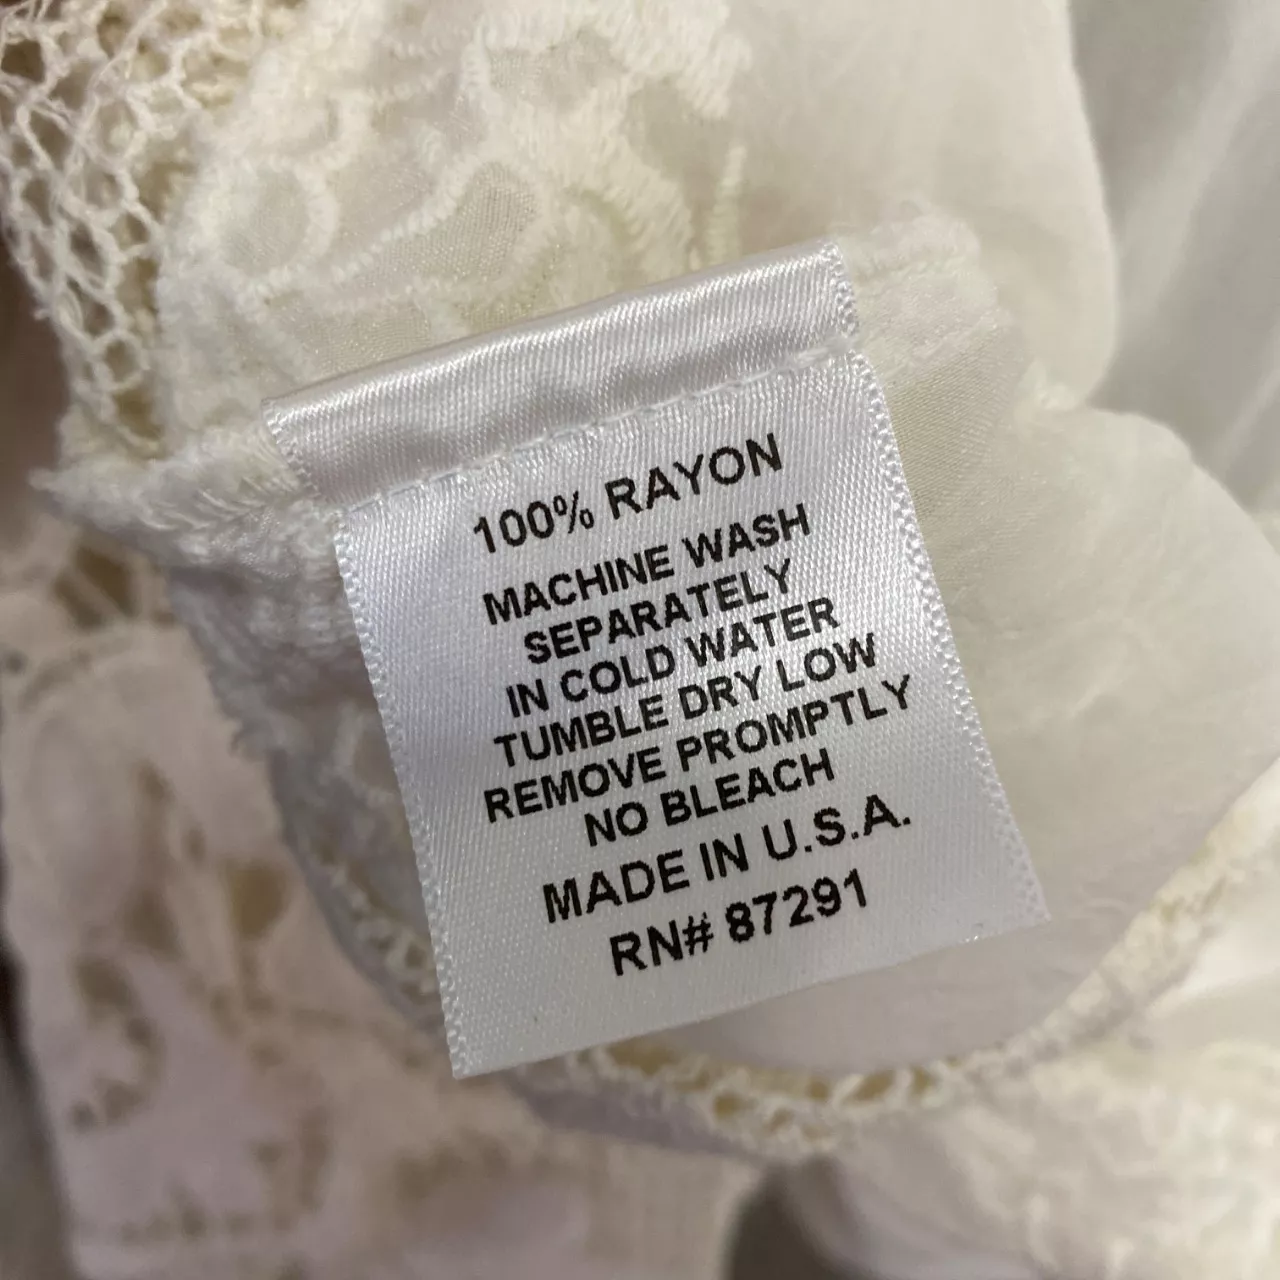 100% RAYON
MACHINE WASH
SEPARATELY
IN COLD WATER
TUMBLE DRY LOW
REMOVE PROMPTLY
NO BLEACH
MADE IN U.S.A.
RN# 87291